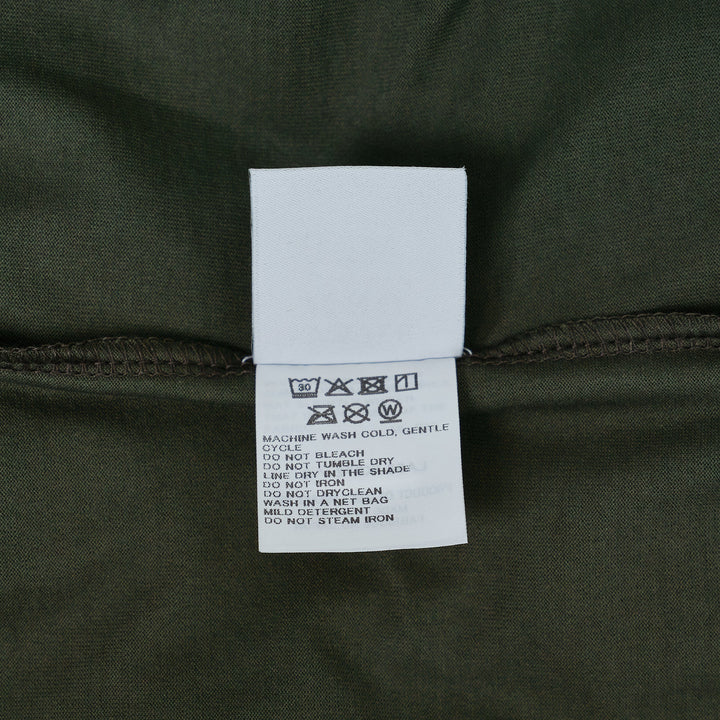 30
W
MACHINE WASH COLD, GENTLE
CYCLE
DO NOT BLEACH
DO NOT TUMBLE DRY
LINE DRY IN THE SHADE
DO NOT IRON
DO NOT DRYCLEAN
WASH IN A NET BAG
MILD DETERGENT
DO NOT STEAM IRON